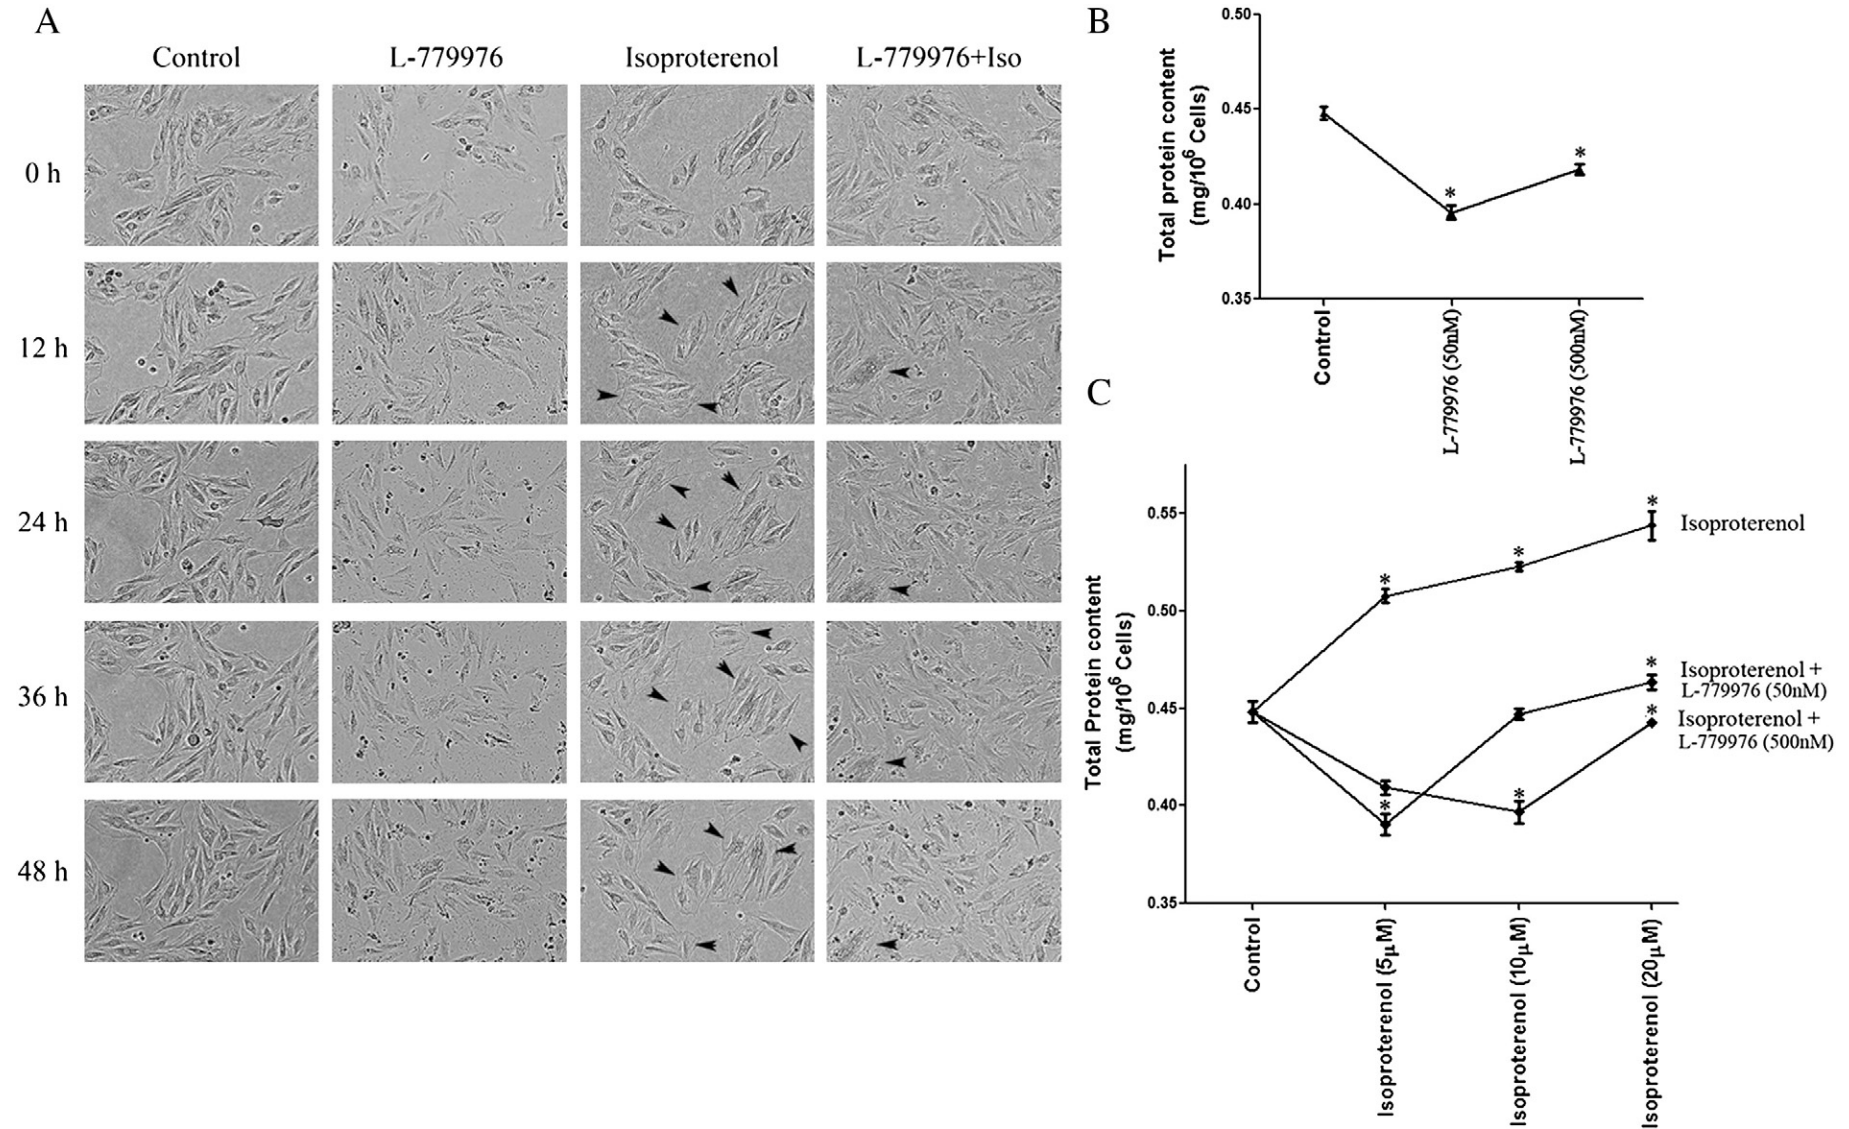 A
Control
L-779976
Isoproterenol
L-779976+Iso
0 h
12 h
24 h
36 h
48 h
B
Total protein content
(mg/10⁶ Cells)
0.50
0.45
0.40
0.35
*
*
Control
L-779976 (50nM)
L-779976 (500nM)
C
Total Protein content
(mg/10⁶ Cells)
0.55
0.50
0.45
0.40
0.35
*
*
*
Isoproterenol
*
Isoproterenol +
L-779976 (50nM)
*
Isoproterenol +
L-779976 (500nM)
*
*
Control
Isoproterenol (5μM)
Isoproterenol (10μM)
Isoproterenol (20μM)